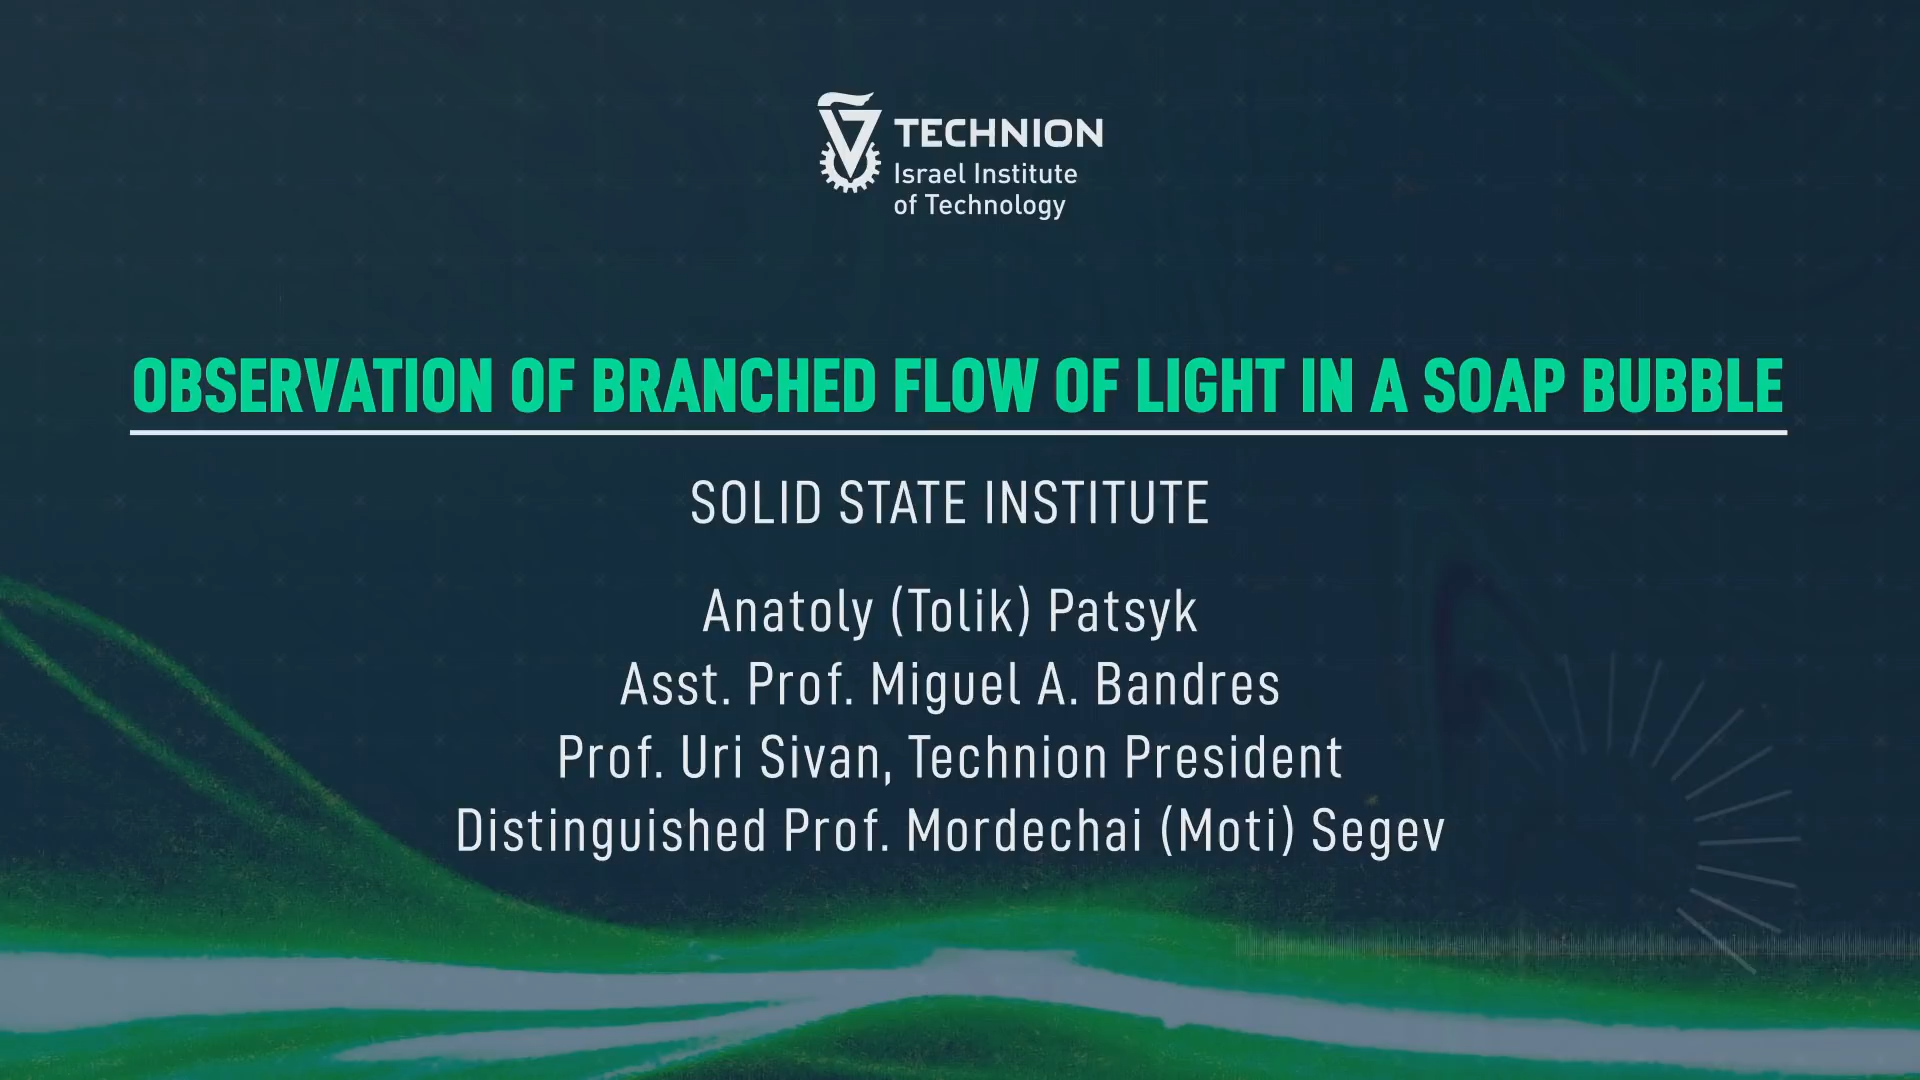 TECHNION
Israel Institute
of Technology
OBSERVATION OF BRANCHED FLOW OF LIGHT IN A SOAP BUBBLE
SOLID STATE INSTITUTE
Anatoly (Tolik) Patsyk
Asst. Prof. Miguel A. Bandres
Prof. Uri Sivan, Technion President
Distinguished Prof. Mordechai (Moti) Segev